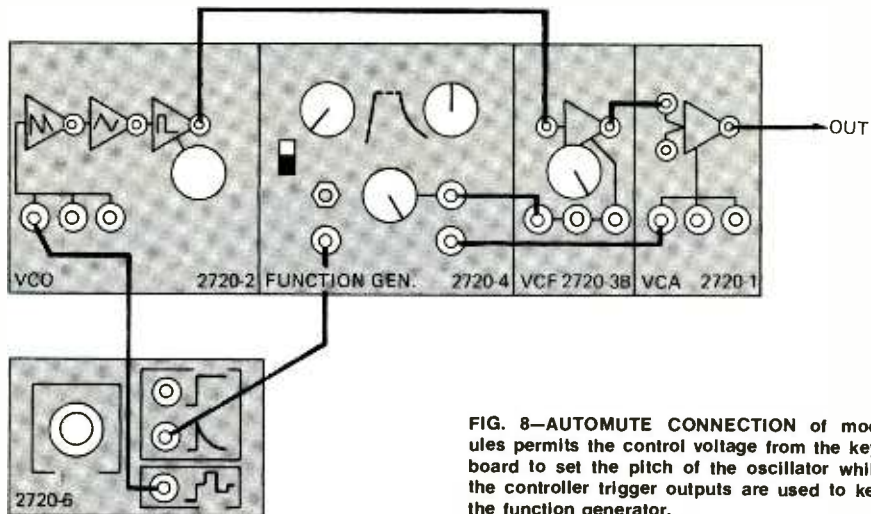 OUT
VCO 2720-2 FUNCTION GEN. 2720-4 VCF 2720-3B VCA 2720-1
2720-6
FIG. 8—AUTOMUTE CONNECTION of mod
ules permits the control voltage from the key
board to set the pitch of the oscillator whil
the controller trigger outputs are used to ke
the function generator.